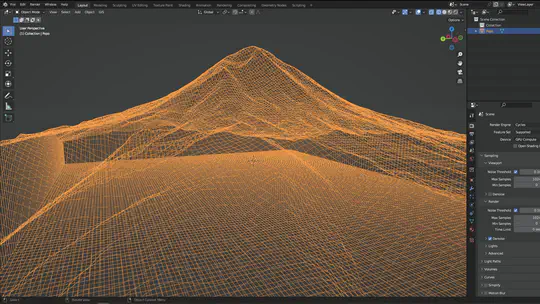 File Edit Render Window Help Layout Modeling Sculpting UV Editing Texture Paint Shading Animation Rendering Compositing Geometry Nodes Scripting Scene ViewLayer
Object Mode View Select Add Object Global
Options
User Perspective
(1) Collection |
Scene Collection
Collection
Scene
Render Engine Cycles
Feature Set Supported
Device GPU Compute
Open Shading
Sampling
Viewport
Noise Threshold
Max Samples
Min Samples
Denoise
Render
Noise Threshold
Max Samples
Min Samples
Time Limit
Denoise
Lights
Advanced
Light Paths
Volumes
Curves
Simplify
Motion Blur